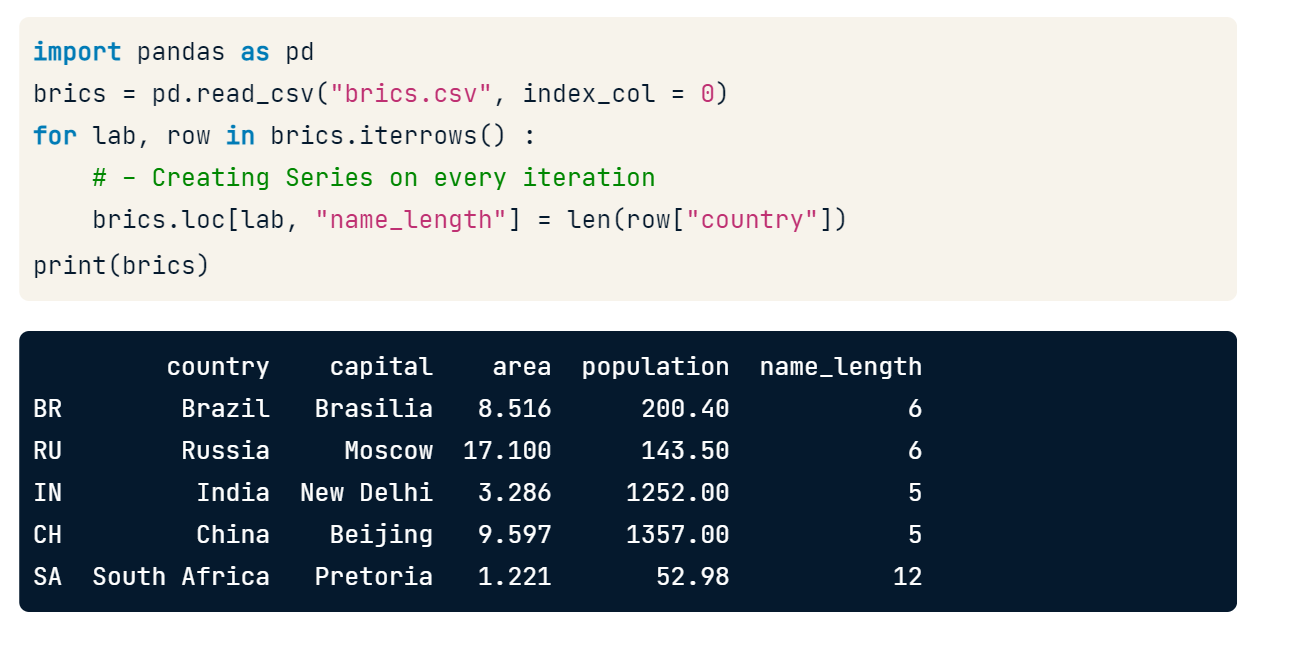 import pandas as pd
brics = pd.read_csv("brics.csv", index_col = 0)
for lab, row in brics.iterrows() :
    # - Creating Series on every iteration
    brics.loc[lab, "name_length"] = len(row["country"])
print(brics)
         country    capital    area  population  name_length
BR        Brazil   Brasilia   8.516      200.40            6
RU        Russia     Moscow  17.100      143.50            6
IN         India  New Delhi   3.286     1252.00            5
CH         China    Beijing   9.597     1357.00            5
SA  South Africa   Pretoria   1.221       52.98           12